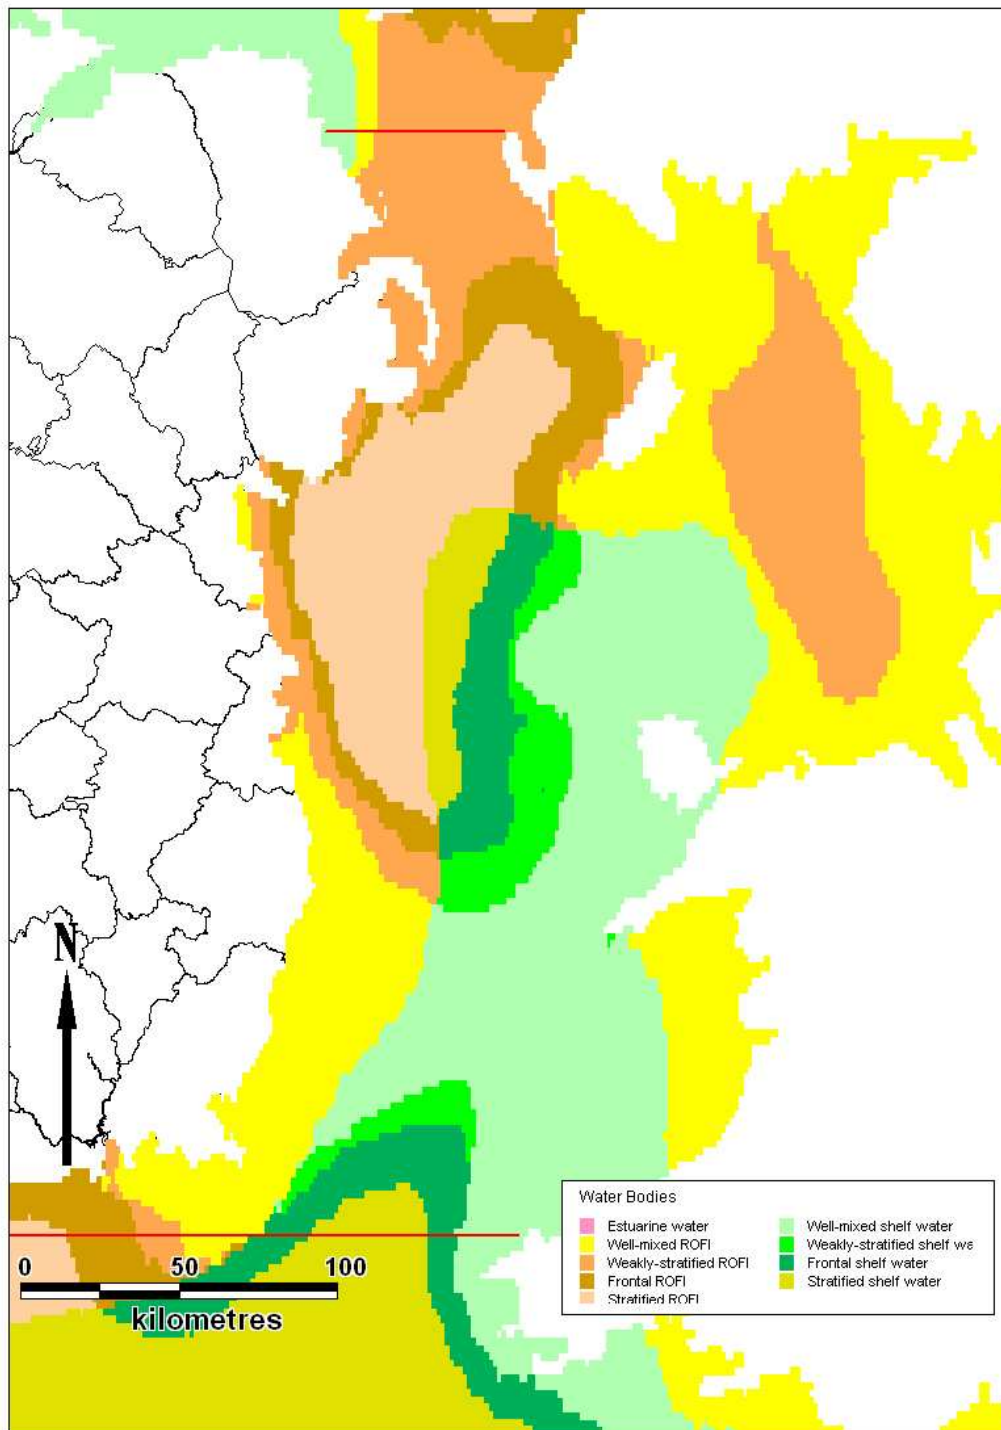 N
0 50 100
kilometres
Water Bodies
Estuarine water
Well-mixed ROFI
Weakly-stratified ROFI
Frontal ROFI
Stratified ROFI
Well-mixed shelf water
Weakly-stratified shelf wa
Frontal shelf water
Stratified shelf water